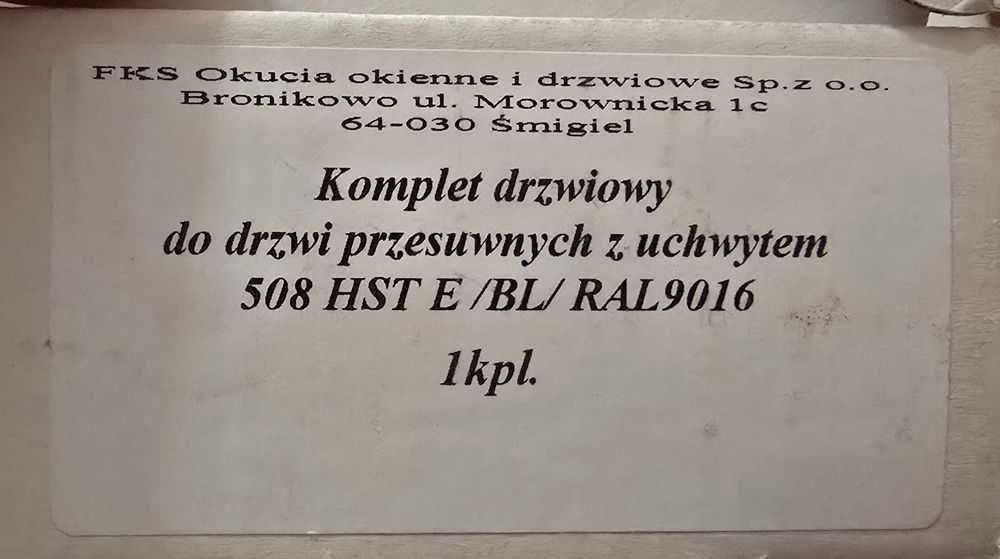 FKS Okucia okienne i drzwiowe Sp.z o.o.
Bronikowo ul. Morownicka 1c
64-030 Śmigiel
Komplet drzwiowy
do drzwi przesuwnych z uchwytem
508 HST E /BL/ RAL9016
1kpl.